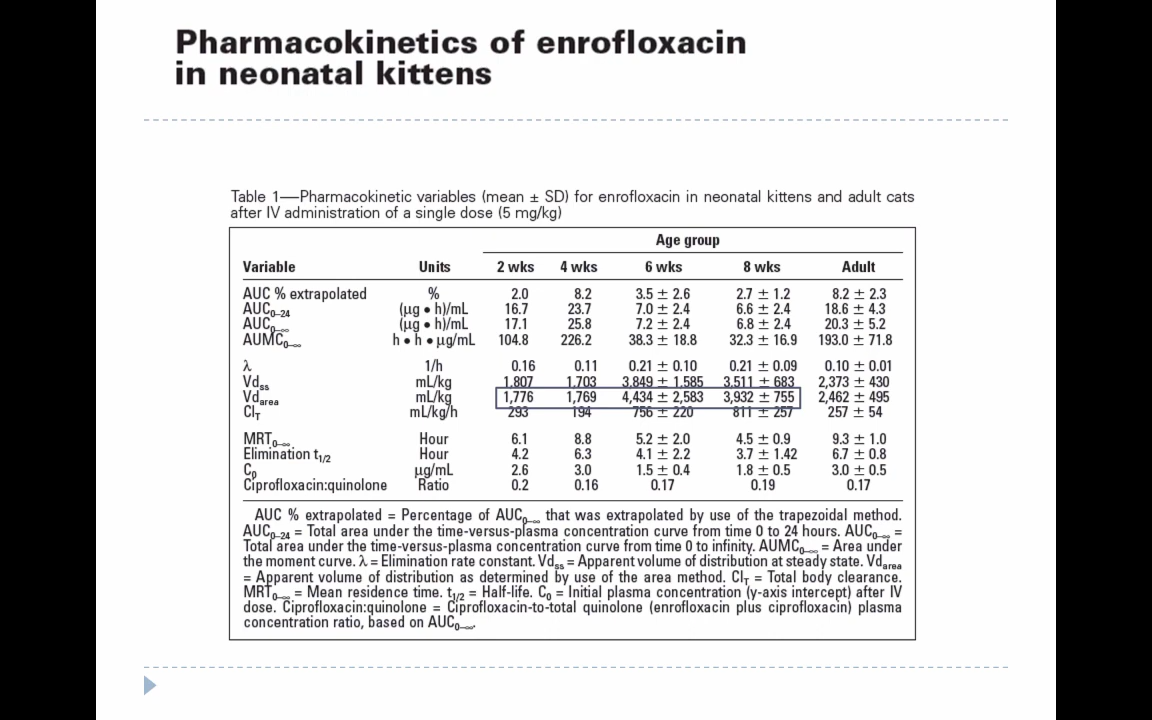 Pharmacokinetics of enrofloxacin
in neonatal kittens
Table 1—Pharmacokinetic variables (mean ± SD) for enrofloxacin in neonatal kittens and adult cats
after IV administration of a single dose (5 mg/kg)
Age group
Variable Units 2 wks 4 wks 6 wks 8 wks Adult
AUC % extrapolated % 2.0 8.2 3.5 ± 2.6 2.7 ± 1.2 8.2 ± 2.3
AUC0–24 (μg • h)/mL 16.7 23.7 7.0 ± 2.4 6.6 ± 2.4 18.6 ± 4.3
AUC0–∞ (μg • h)/mL 17.1 25.8 7.2 ± 2.4 6.8 ± 2.4 20.3 ± 5.2
AUMC0–∞ h • h • μg/mL 104.8 226.2 38.3 ± 18.8 32.3 ± 16.9 193.0 ± 71.8
λ 1/h 0.16 0.11 0.21 ± 0.10 0.21 ± 0.09 0.10 ± 0.01
Vdss mL/kg 1,807 1,703 3,849 ± 1,585 3,511 ± 683 2,373 ± 430
Vdarea mL/kg 1,776 1,769 4,434 ± 2,583 3,932 ± 755 2,462 ± 495
ClT mL/kg/h 293 194 756 ± 220 811 ± 257 257 ± 54
MRT0–∞ Hour 6.1 8.8 5.2 ± 2.0 4.5 ± 0.9 9.3 ± 1.0
Elimination t1/2 Hour 4.2 6.3 4.1 ± 2.2 3.7 ± 1.42 6.7 ± 0.8
C0 μg/mL 2.6 3.0 1.5 ± 0.4 1.8 ± 0.5 3.0 ± 0.5
Ciprofloxacin:quinolone Ratio 0.2 0.16 0.17 0.19 0.17
AUC % extrapolated = Percentage of AUC0–∞ that was extrapolated by use of the trapezoidal method.
AUC0–24 = Total area under the time-versus-plasma concentration curve from time 0 to 24 hours. AUC0–∞ =
Total area under the time-versus-plasma concentration curve from time 0 to infinity. AUMC0–∞ = Area under
the moment curve. λ = Elimination rate constant. Vdss = Apparent volume of distribution at steady state. Vdarea
= Apparent volume of distribution as determined by use of the area method. ClT = Total body clearance.
MRT0–∞ = Mean residence time. t1/2 = Half-life. C0 = Initial plasma concentration (y-axis intercept) after IV
dose. Ciprofloxacin:quinolone = Ciprofloxacin-to-total quinolone (enrofloxacin plus ciprofloxacin) plasma
concentration ratio, based on AUC0–∞.